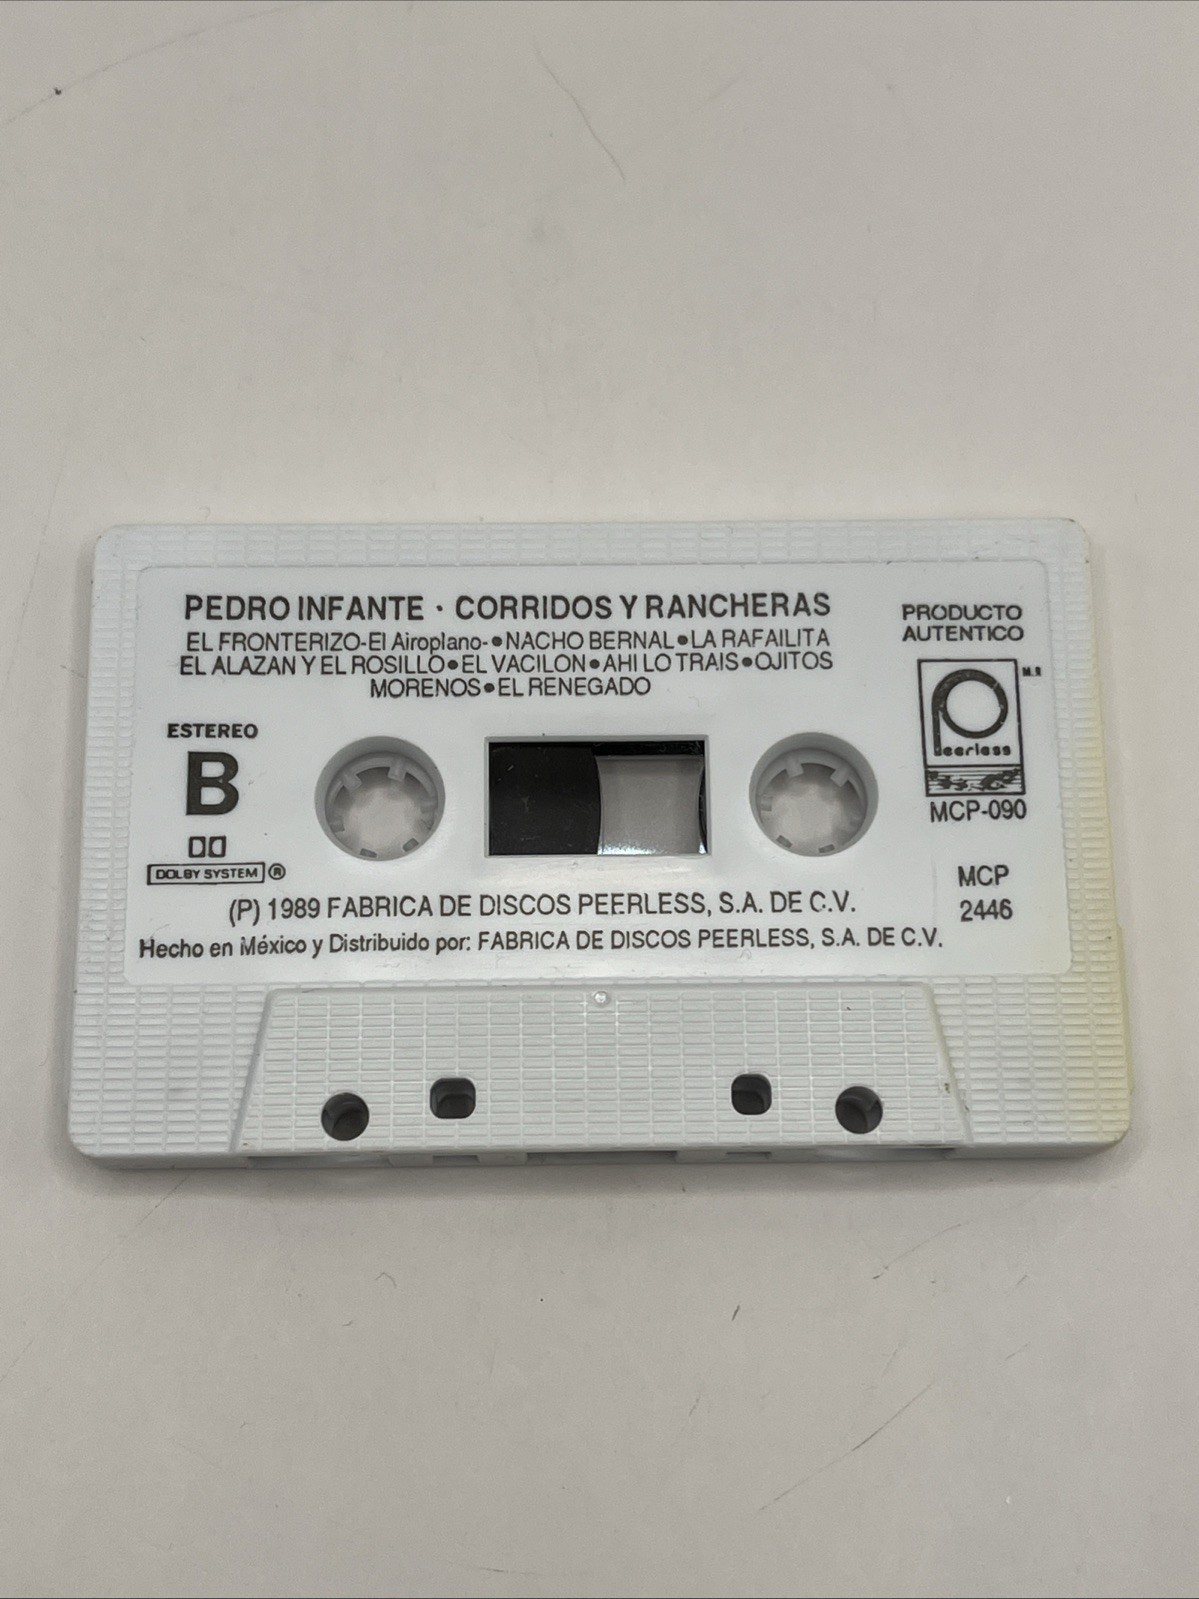 PEDRO INFANTE · CORRIDOS Y RANCHERAS
EL FRONTERIZO-El Airoplano-•NACHO BERNAL•LA RAFAILITA
EL ALAZAN Y EL ROSILLO•EL VACILON•AHI LO TRAIS•OJITOS
MORENOS•EL RENEGADO
PRODUCTO
AUTENTICO
M.R
Peerless
MCP-090
ESTEREO
B
DOLBY SYSTEM ®
MCP
2446
(P) 1989 FABRICA DE DISCOS PEERLESS, S.A. DE C.V.
Hecho en México y Distribuido por: FABRICA DE DISCOS PEERLESS, S.A. DE C.V.